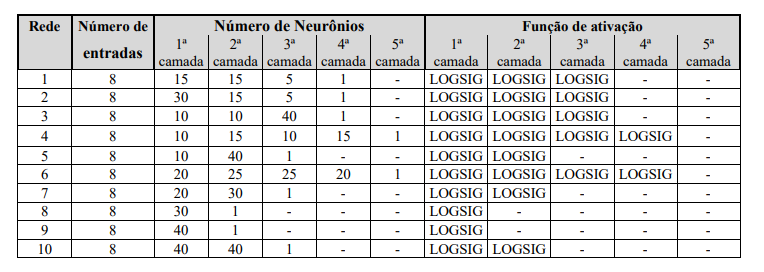 Rede Número de entradas Número de Neurônios Função de ativação
1ª camada 2ª camada 3ª camada 4ª camada 5ª camada 1ª camada 2ª camada 3ª camada 4ª camada 5ª camada
1 8 15 15 5 1 - LOGSIG LOGSIG LOGSIG - -
2 8 30 15 5 1 - LOGSIG LOGSIG LOGSIG - -
3 8 10 10 40 1 - LOGSIG LOGSIG LOGSIG - -
4 8 10 15 10 15 1 LOGSIG LOGSIG LOGSIG LOGSIG -
5 8 10 40 1 - - LOGSIG LOGSIG - - -
6 8 20 25 25 20 1 LOGSIG LOGSIG LOGSIG LOGSIG -
7 8 20 30 1 - - LOGSIG LOGSIG - - -
8 8 30 1 - - - LOGSIG - - - -
9 8 40 1 - - - LOGSIG - - - -
10 8 40 40 1 - - LOGSIG LOGSIG - - -